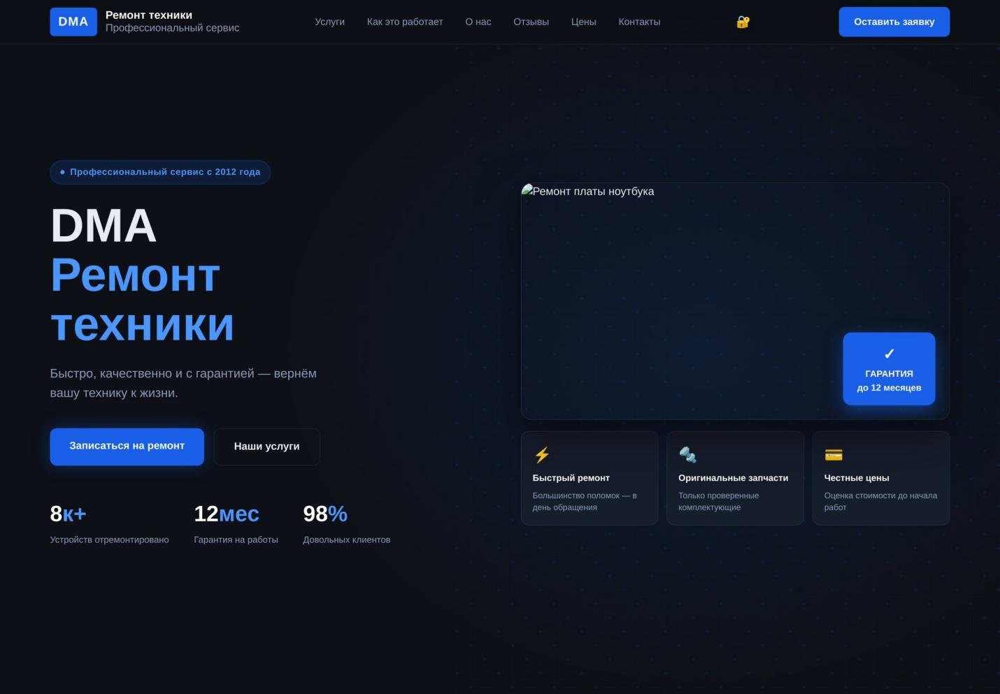 DMA
Ремонт техники
Профессиональный сервис
Услуги
Как это работает
О нас
Отзывы
Цены
Контакты
Оставить заявку
Профессиональный сервис с 2012 года
DMA
Ремонт
техники
Быстро, качественно и с гарантией — вернём
вашу технику к жизни.
Записаться на ремонт
Наши услуги
8к+
Устройств отремонтировано
12мес
Гарантия на работы
98%
Довольных клиентов
Ремонт платы ноутбука
✓
ГАРАНТИЯ
до 12 месяцев
Быстрый ремонт
Большинство поломок — в
день обращения
Оригинальные запчасти
Только проверенные
комплектующие
Честные цены
Оценка стоимости до начала
работ